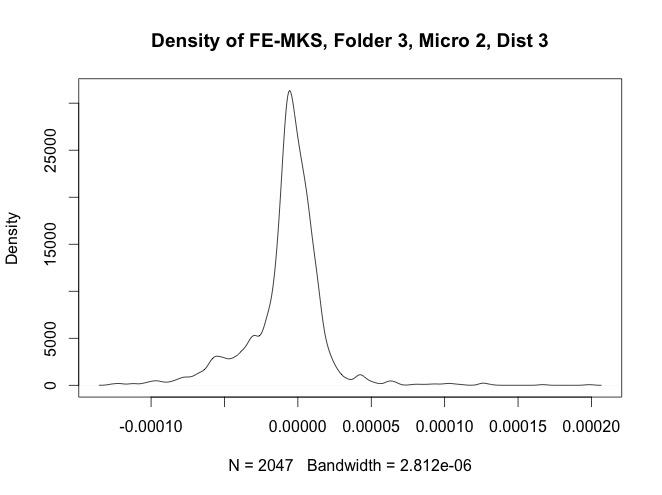 Density of FE-MKS, Folder 3, Micro 2, Dist 3
Density
25000
15000
5000
0
-0.00010 0.00000 0.00005 0.00010 0.00015 0.00020
N = 2047 Bandwidth = 2.812e-06